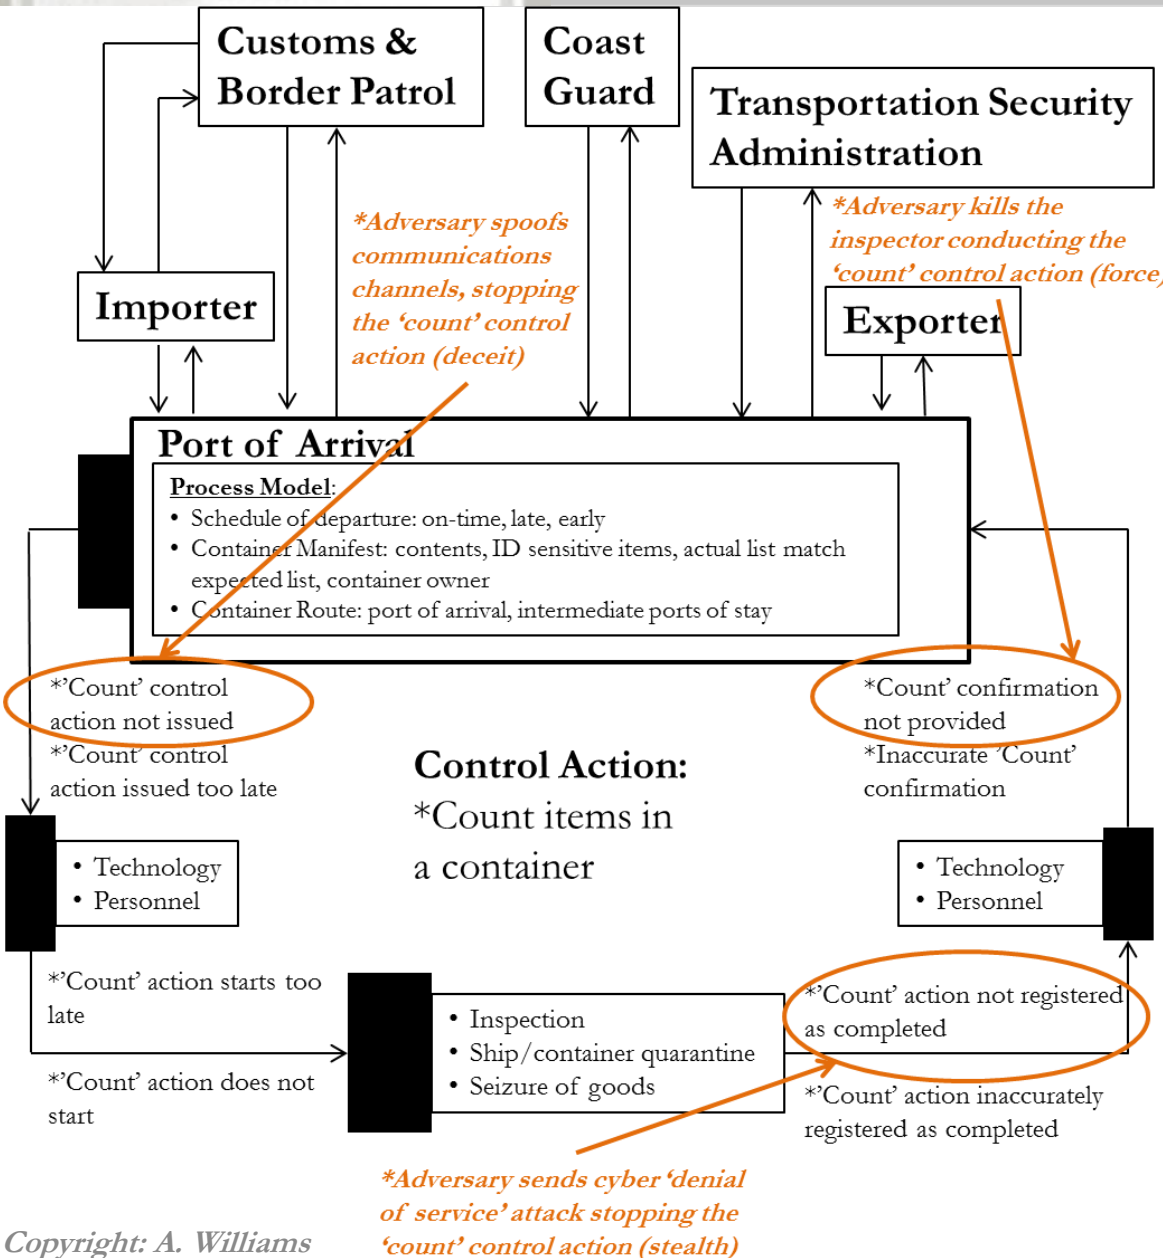 Customs &
Border Patrol
Coast
Guard
Transportation Security
Administration
*Adversary spoofs
communications
channels, stopping
the ‘count’ control
action (deceit)
*Adversary kills the
inspector conducting the
‘count’ control action (force)
Importer
Exporter
Port of Arrival
Process Model:
• Schedule of departure: on-time, late, early
• Container Manifest: contents, ID sensitive items, actual list match
expected list, container owner
• Container Route: port of arrival, intermediate ports of stay
*’Count’ control
action not issued
*’Count’ control
action issued too late
*Count’ confirmation
not provided
*Inaccurate ’Count’
confirmation
Control Action:
*Count items in
a container
• Technology
• Personnel
• Technology
• Personnel
*’Count’ action starts too
late
*’Count’ action does not
start
• Inspection
• Ship/container quarantine
• Seizure of goods
*’Count’ action not registered
as completed
*’Count’ action inaccurately
registered as completed
*Adversary sends cyber ‘denial
of service’ attack stopping the
‘count’ control action (stealth)
Copyright: A. Williams